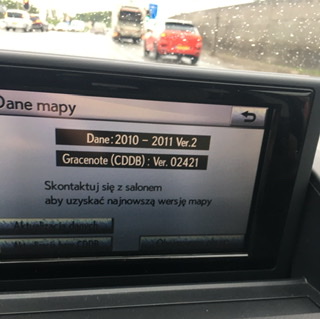 Dane mapy
Dane: 2010 - 2011 Ver.2
Gracenote (CDDB) : Ver. 02421
Skontaktuj się z salonem
aby uzyskać najnowszą wersję mapy